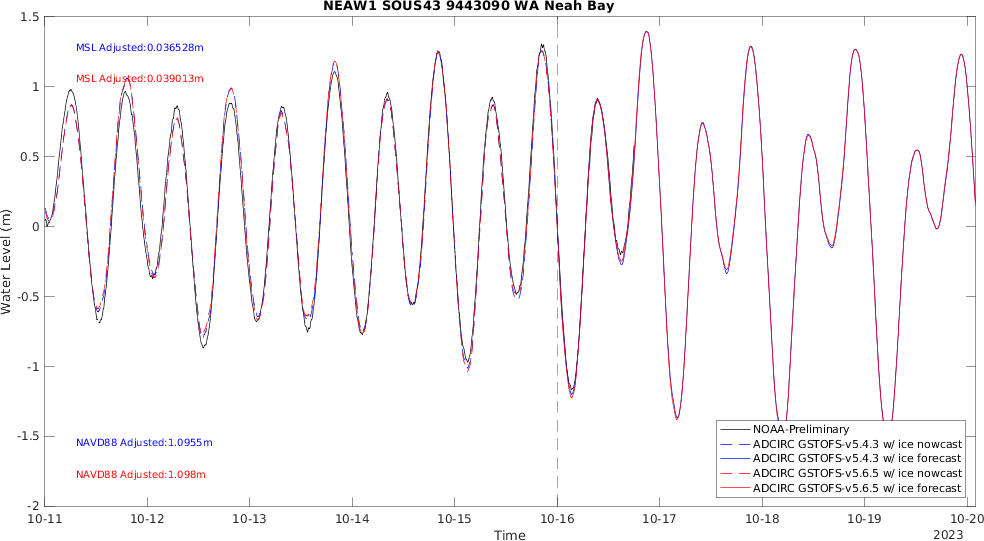 NEAW1 SOUS43 9443090 WA Neah Bay
1.5
1
0.5
0
-0.5
-1
-1.5
-2
Water Level (m)
MSL Adjusted:0.036528m
MSL Adjusted:0.039013m
NAVD88 Adjusted:1.0955m
NAVD88 Adjusted:1.098m
NOAA-Preliminary
ADCIRC GSTOFS-v5.4.3 w/ ice nowcast
ADCIRC GSTOFS-v5.4.3 w/ ice forecast
ADCIRC GSTOFS-v5.6.5 w/ ice nowcast
ADCIRC GSTOFS-v5.6.5 w/ ice forecast
10-11 10-12 10-13 10-14 10-15 10-16 10-17 10-18 10-19 10-20
2023
Time